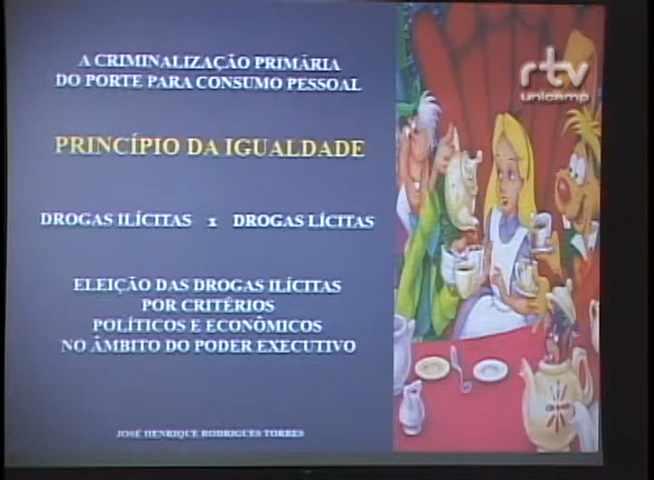 A CRIMINALIZAÇÃO PRIMÁRIA
DO PORTE PARA CONSUMO PESSOAL
PRINCÍPIO DA IGUALDADE
DROGAS ILÍCITAS x DROGAS LÍCITAS
ELEIÇÃO DAS DROGAS ILÍCITAS
POR CRITÉRIOS
POLÍTICOS E ECONÔMICOS
NO ÂMBITO DO PODER EXECUTIVO
JOSÉ HENRIQUE RODRIGUES TORRES
rtv
unicamp